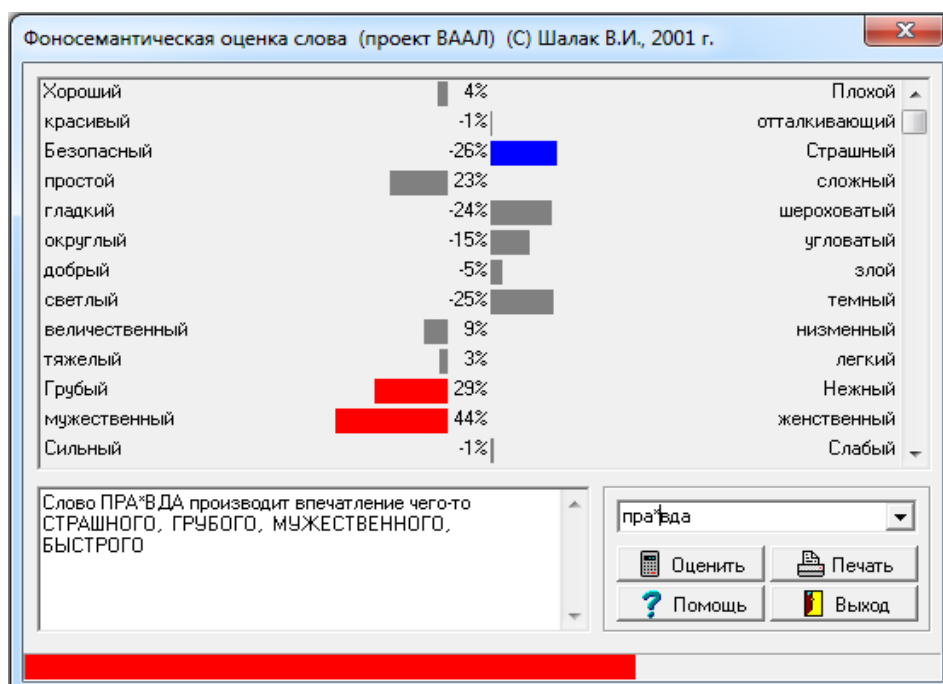 Фоносемантическая оценка слова (проект ВААЛ) (С) Шалак В.И., 2001 г.
Хороший 4% Плохой
красивый -1% отталкивающий
Безопасный -26% Страшный
простой 23% сложный
гладкий -24% шероховатый
округлый -15% угловатый
добрый -5% злой
светлый -25% темный
величественный 9% низменный
тяжелый 3% легкий
Грубый 29% Нежный
мужественный 44% женственный
Сильный -1% Слабый
Слово ПРА*ВДА производит впечатление чего-то
СТРАШНОГО, ГРУБОГО, МУЖЕСТВЕННОГО,
БЫСТРОГО
пра*вда
Оценить Печать
Помощь Выход